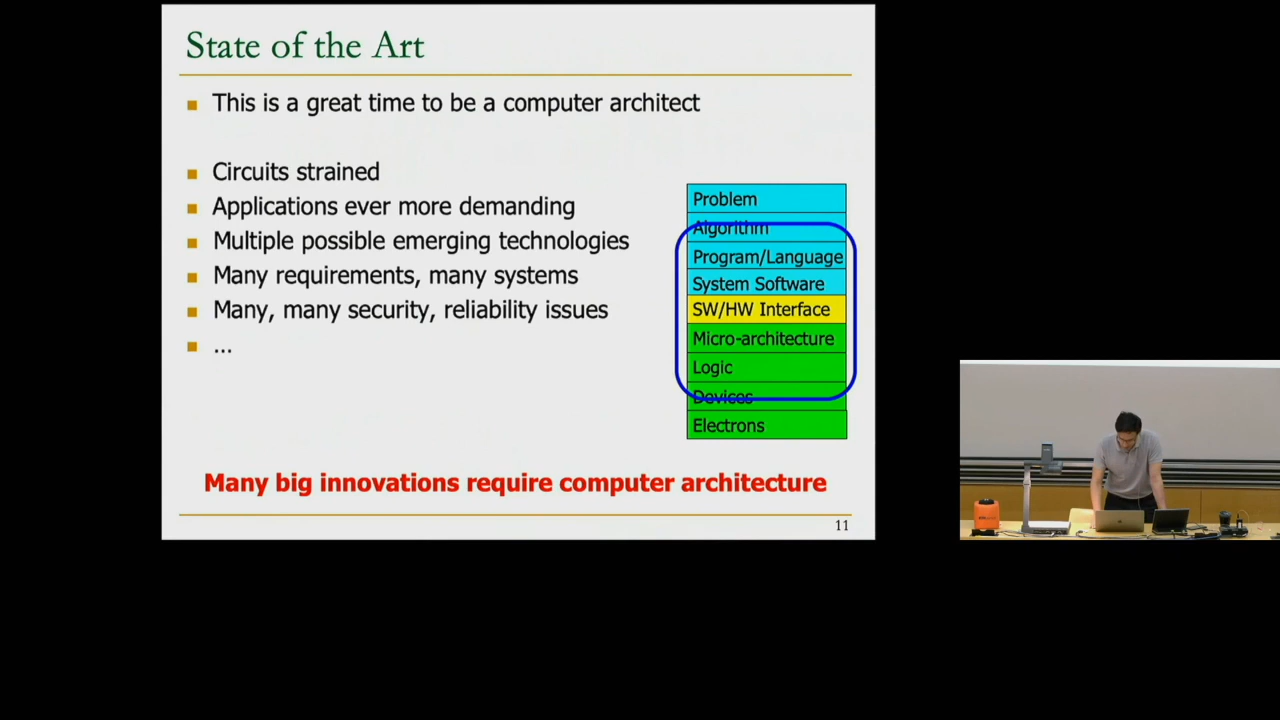 State of the Art
This is a great time to be a computer architect
Circuits strained
Applications ever more demanding
Multiple possible emerging technologies
Many requirements, many systems
Many, many security, reliability issues
...
Problem
Algorithm
Program/Language
System Software
SW/HW Interface
Micro-architecture
Logic
Devices
Electrons
Many big innovations require computer architecture
11